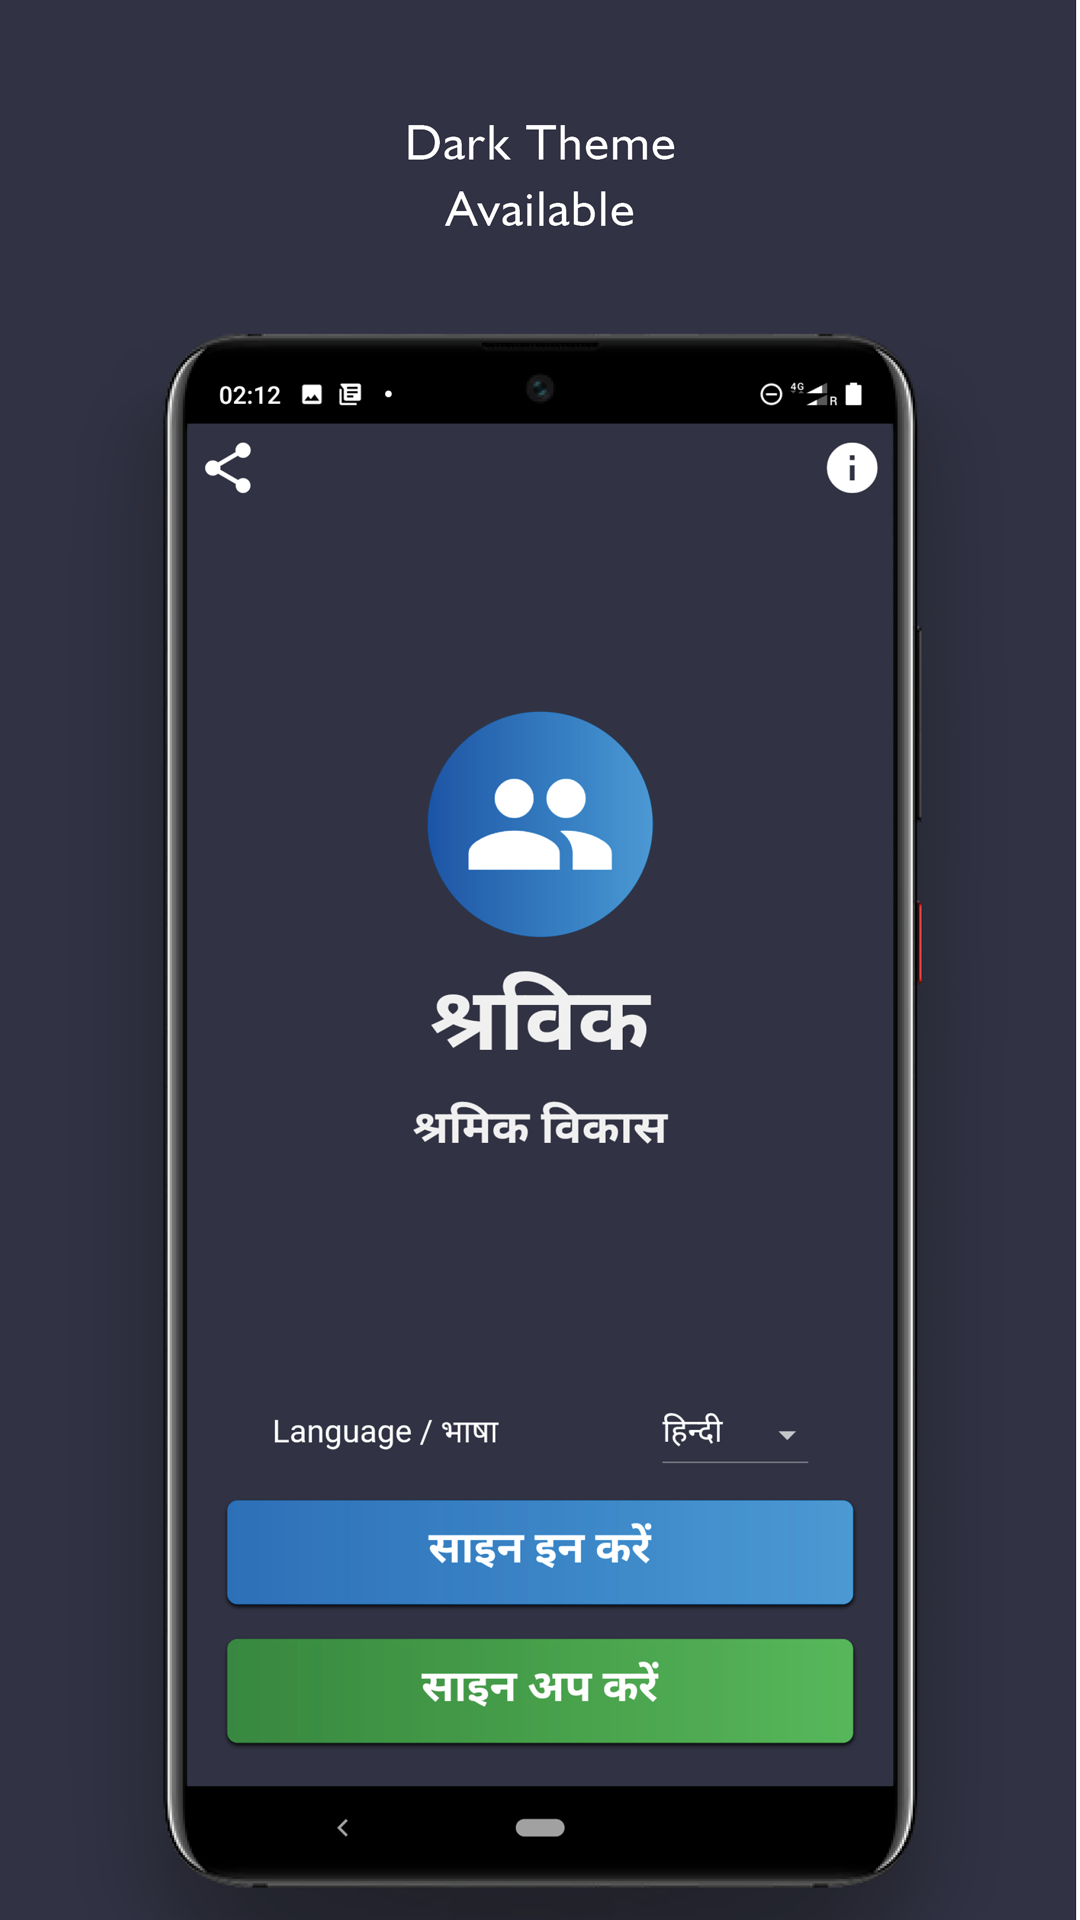 Dark Theme
Available
02:12
4G
R
श्रविक
श्रमिक विकास
Language / भाषा
हिन्दी
साइन इन करें
साइन अप करें